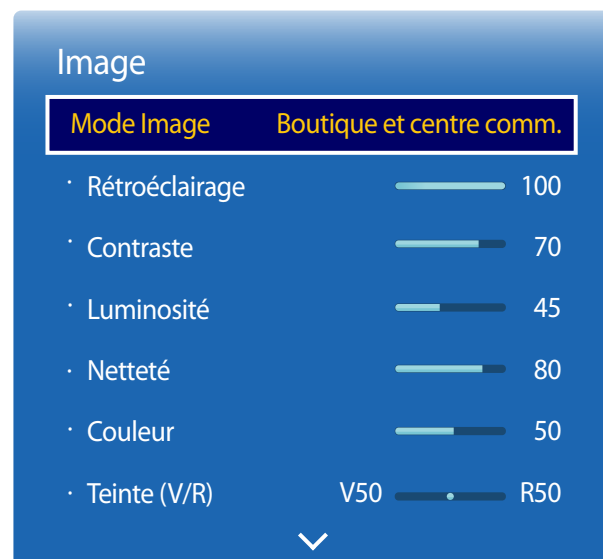 Image
Mode Image Boutique et centre comm.
· Rétroéclairage 100
· Contraste 70
· Luminosité 45
· Netteté 80
· Couleur 50
· Teinte (V/R) V50 R50